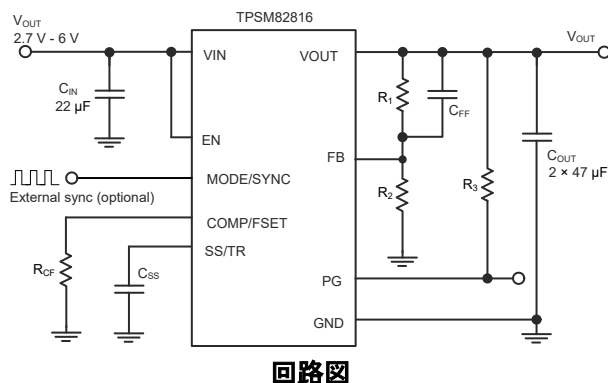 TPSM82816
VOUT
2.7 V - 6 V
VIN
VOUT
VOUT
CIN
22 µF
R1
CFF
EN
FB
COUT
2 × 47 µF
MODE/SYNC
R2
R3
External sync (optional)
COMP/FSET
SS/TR
RCF
CSS
PG
GND
回路図